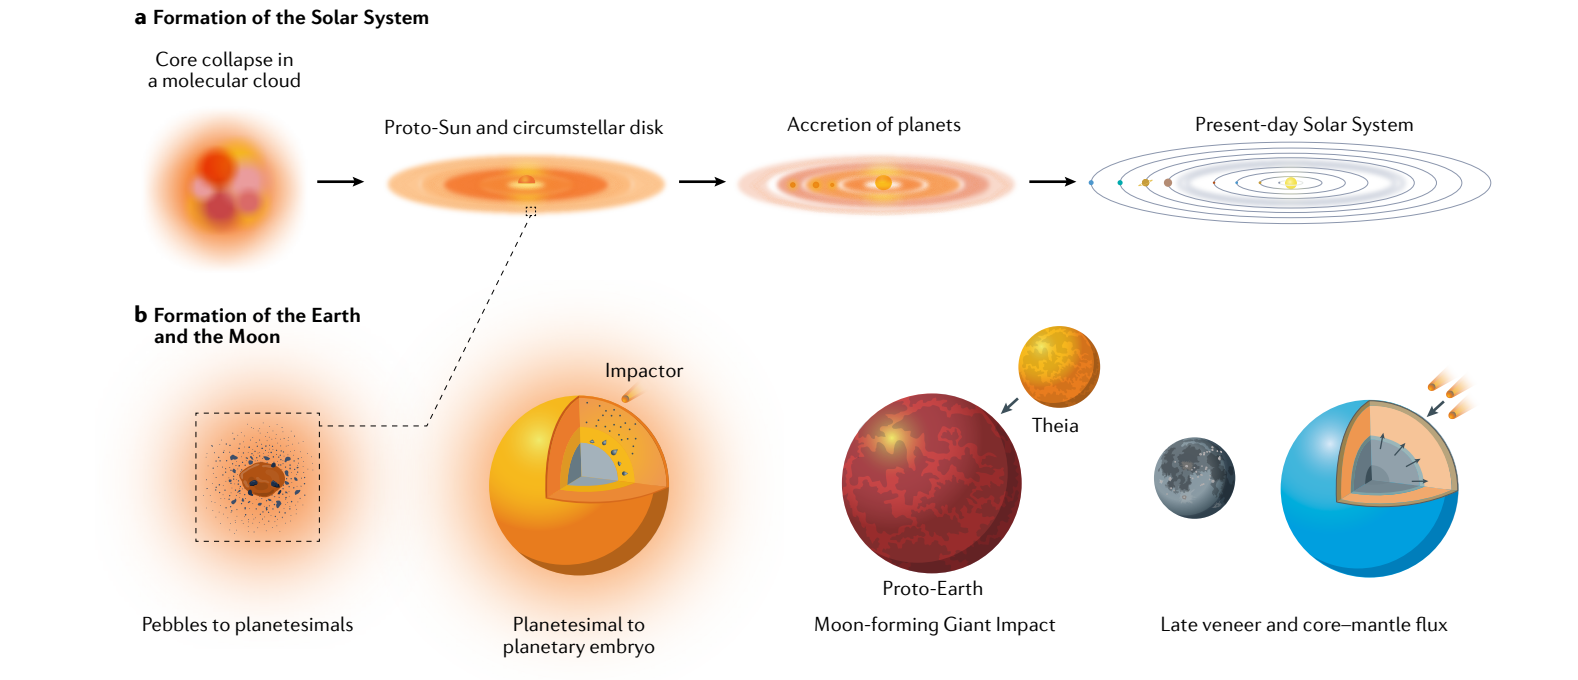 a Formation of the Solar System
Core collapse in
a molecular cloud
Proto-Sun and circumstellar disk
Accretion of planets
Present-day Solar System
b Formation of the Earth
and the Moon
Impactor
Theia
Proto-Earth
Pebbles to planetesimals
Planetesimal to
planetary embryo
Moon-forming Giant Impact
Late veneer and core–mantle flux